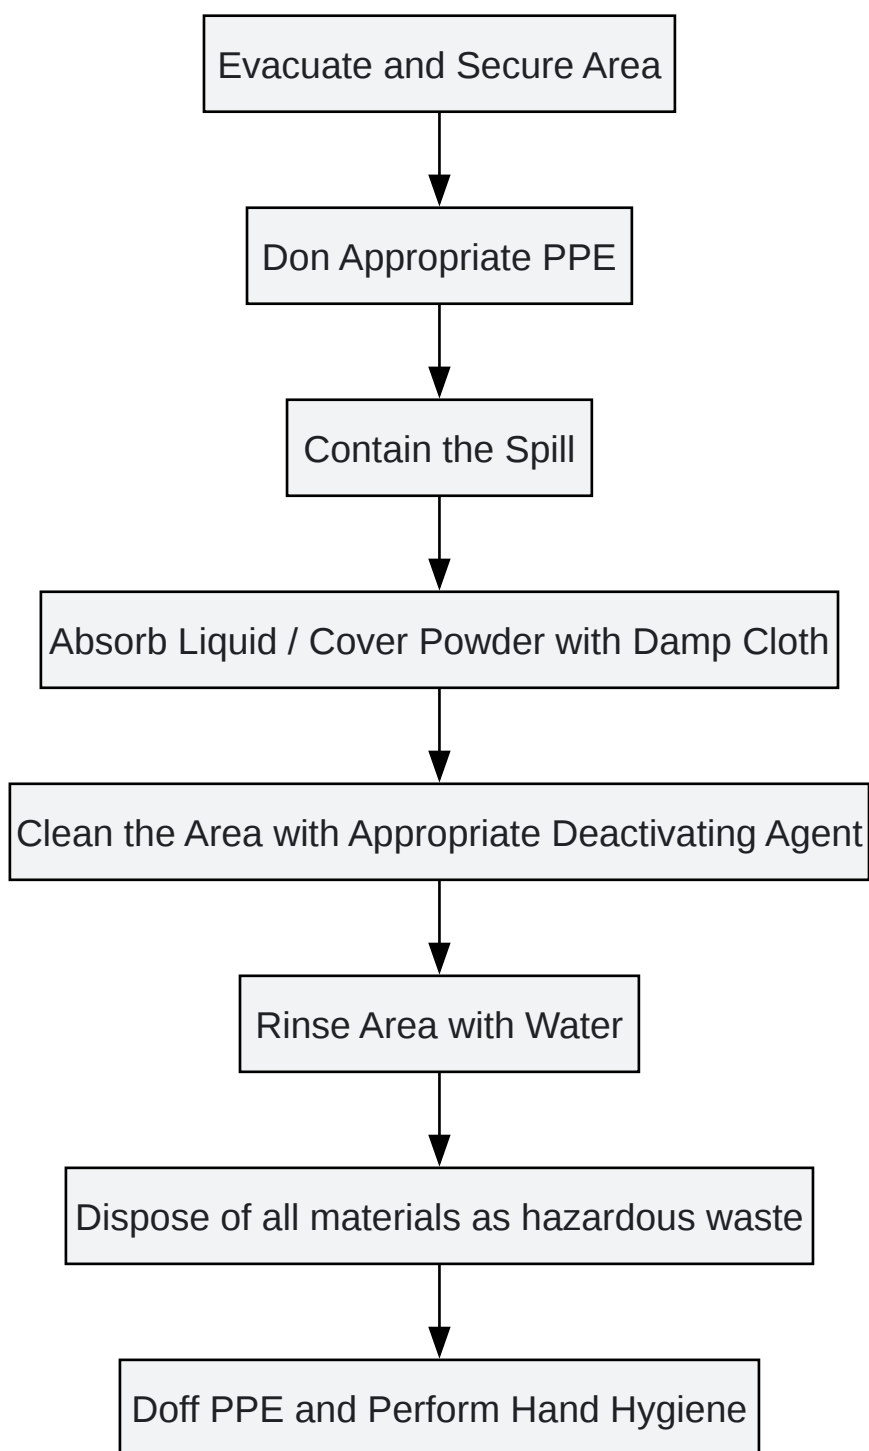 Evacuate and Secure Area
Don Appropriate PPE
Contain the Spill
Absorb Liquid / Cover Powder with Damp Cloth
Clean the Area with Appropriate Deactivating Agent
Rinse Area with Water
Dispose of all materials as hazardous waste
Doff PPE and Perform Hand Hygiene